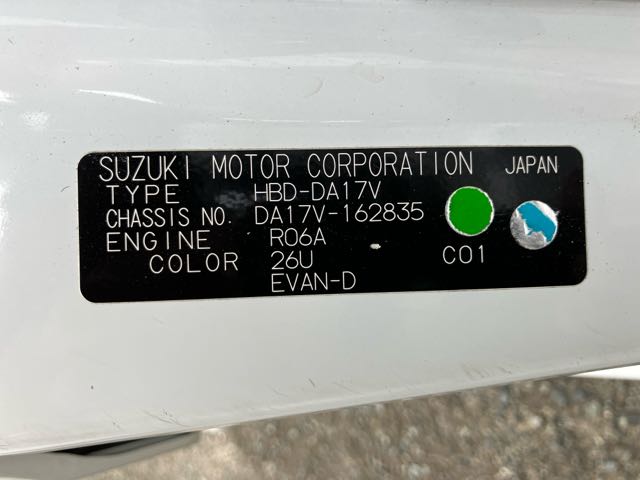 SUZUKI MOTOR CORPORATION JAPAN
TYPE HBD-DA17V
CHASSIS NO. DA17V-162835
ENGINE R06A
COLOR 26U C01
EVAN-D